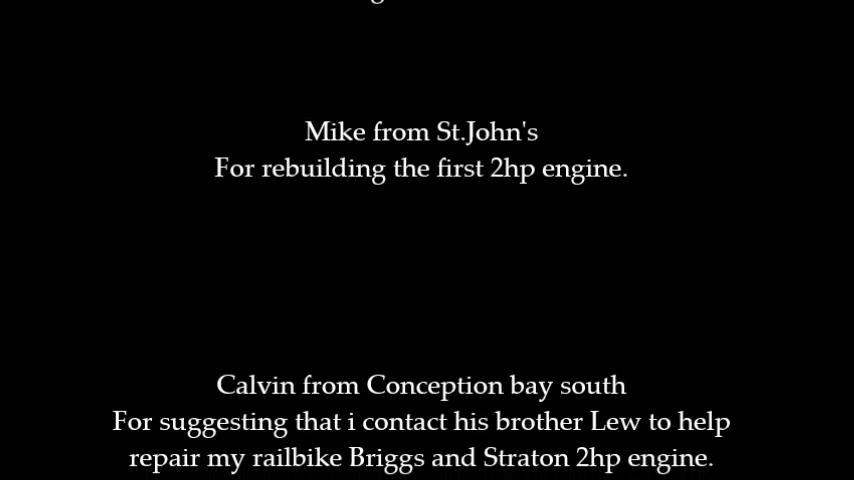 Mike from St.John's
For rebuilding the first 2hp engine.
Calvin from Conception bay south
For suggesting that i contact his brother Lew to help
repair my railbike Briggs and Straton 2hp engine.